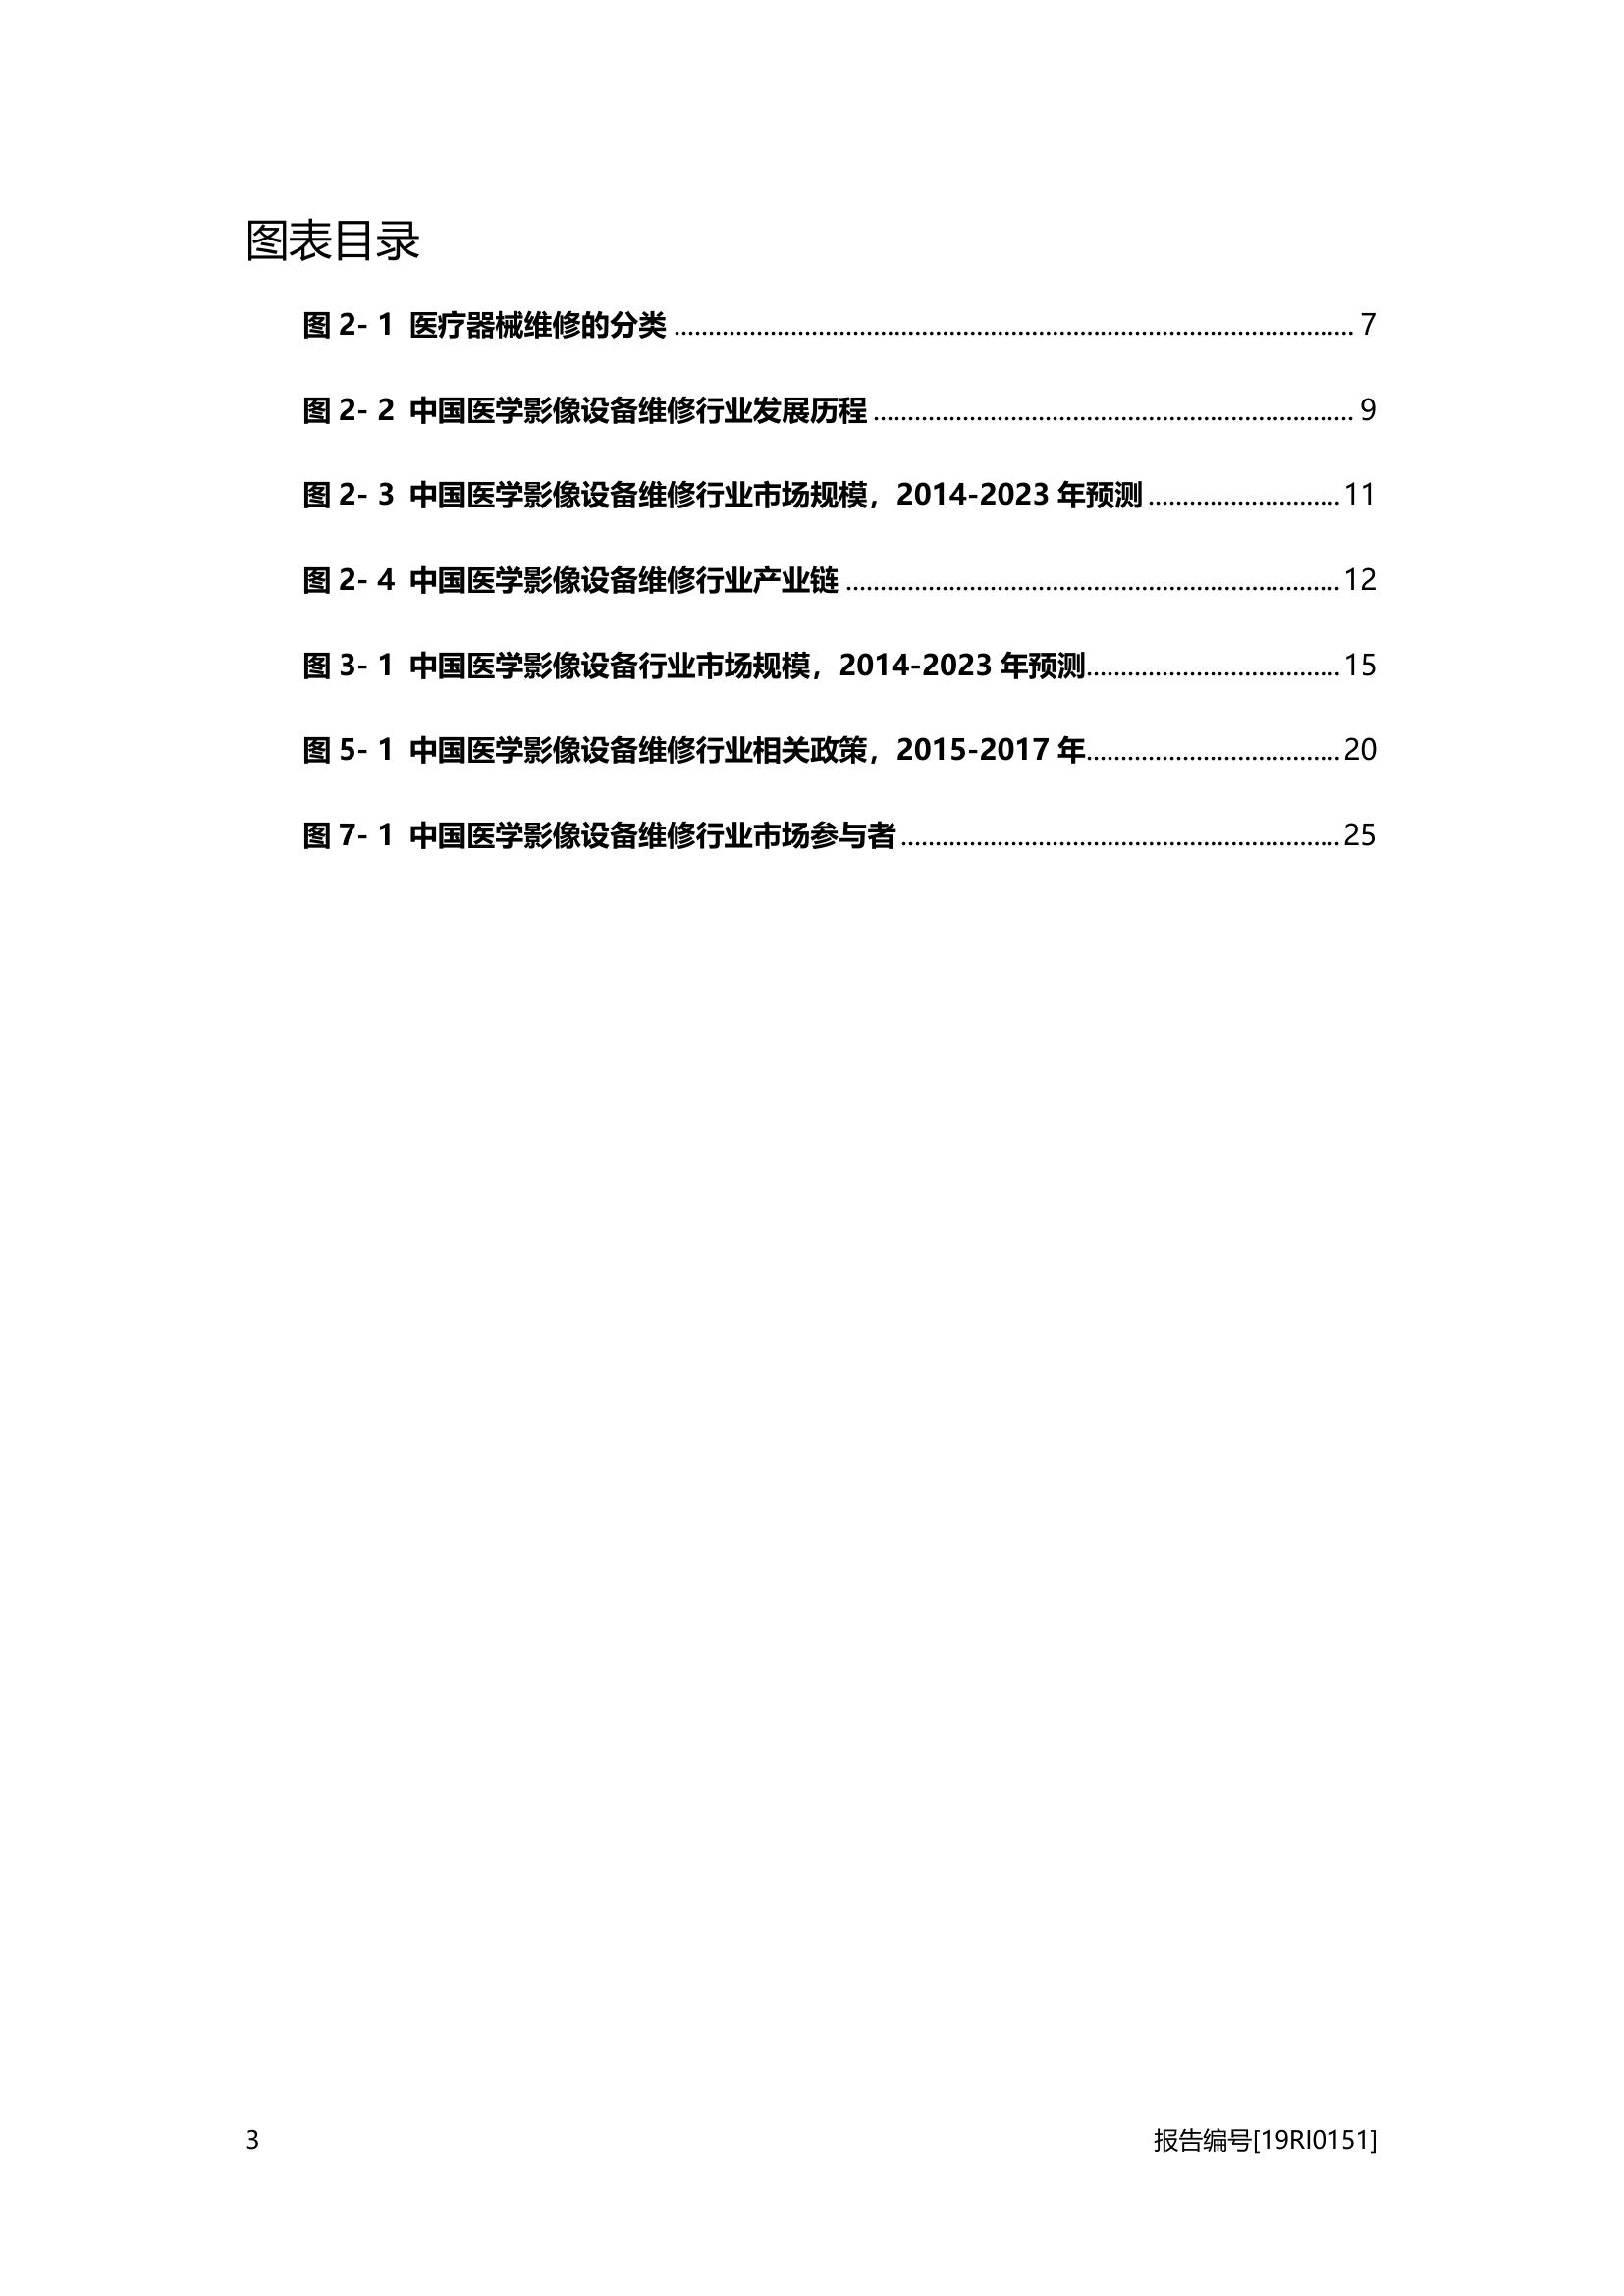 图表目录
图 2- 1 医疗器械维修的分类 ........................................ 7
图 2- 2 中国医学影像设备维修行业发展历程 ........................................ 9
图 2- 3 中国医学影像设备维修行业市场规模，2014-2023 年预测 ........................................ 11
图 2- 4 中国医学影像设备维修行业产业链 ........................................ 12
图 3- 1 中国医学影像设备行业市场规模，2014-2023 年预测........................................ 15
图 5- 1 中国医学影像设备维修行业相关政策，2015-2017 年........................................ 20
图 7- 1 中国医学影像设备维修行业市场参与者 ........................................ 25
3 报告编号[19RI0151]